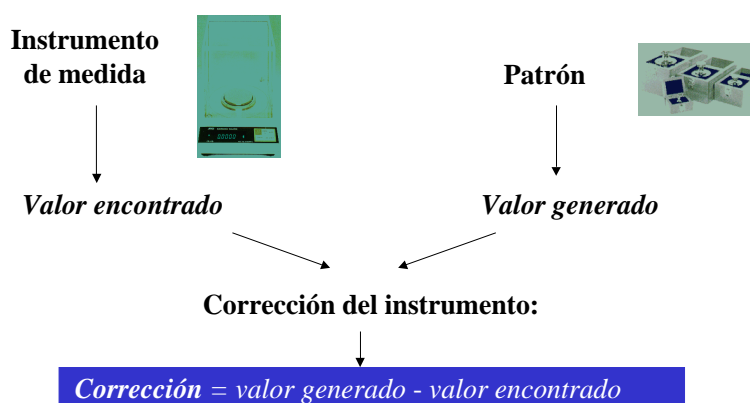 Instrumento
de medida
Patrón
Valor encontrado
Valor generado
Corrección del instrumento:
Corrección = valor generado - valor encontrado